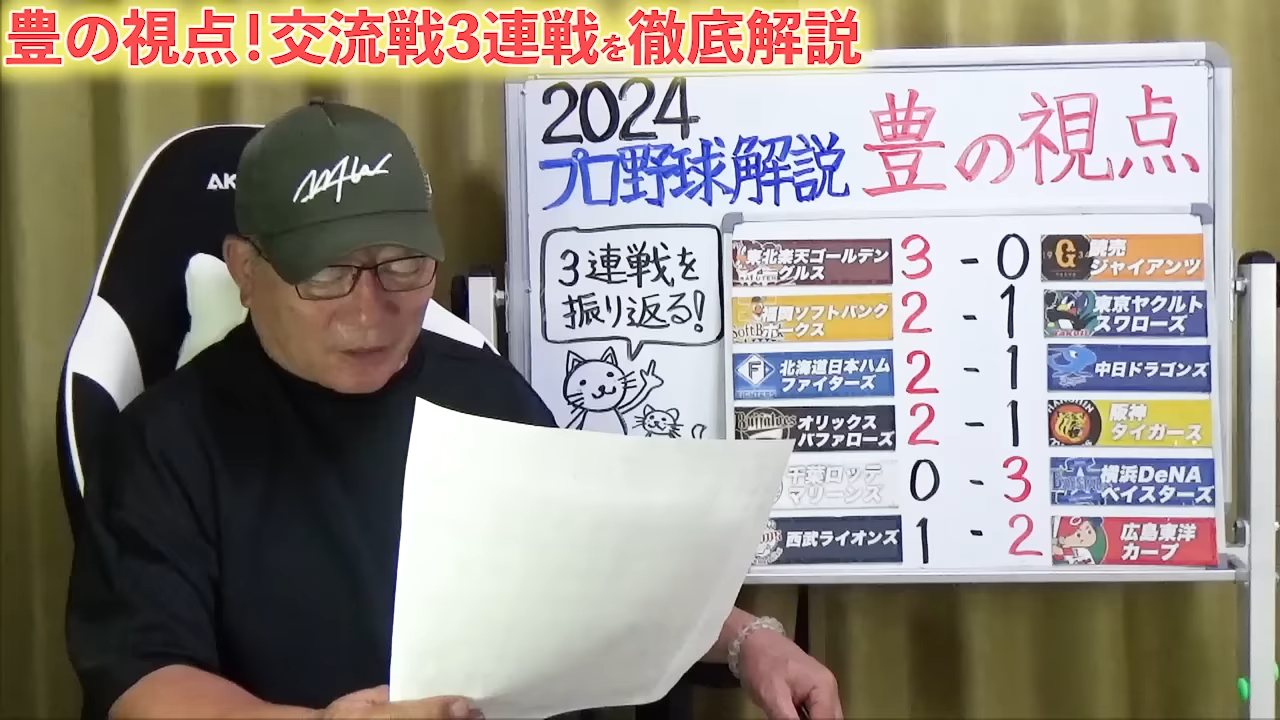 豊の視点!交流戦3連戦を徹底解説
2024
プロ野球解説 豊の視点
3連戦を
振り返る!
東北楽天ゴールデン
イーグルス
3 - 0
G
読売
ジャイアンツ
福岡ソフトバンク
ホークス
2 - 1
東京ヤクルト
スワローズ
F
FIGHTERS
北海道日本ハム
ファイターズ
2 - 1
中日ドラゴンズ
Buffaloes
オリックス
バファローズ
2 - 1
阪神
タイガース
千葉ロッテ
マリーンズ
0 - 3
横浜DeNA
ベイスターズ
西武ライオンズ
1 - 2
広島東洋
カープ